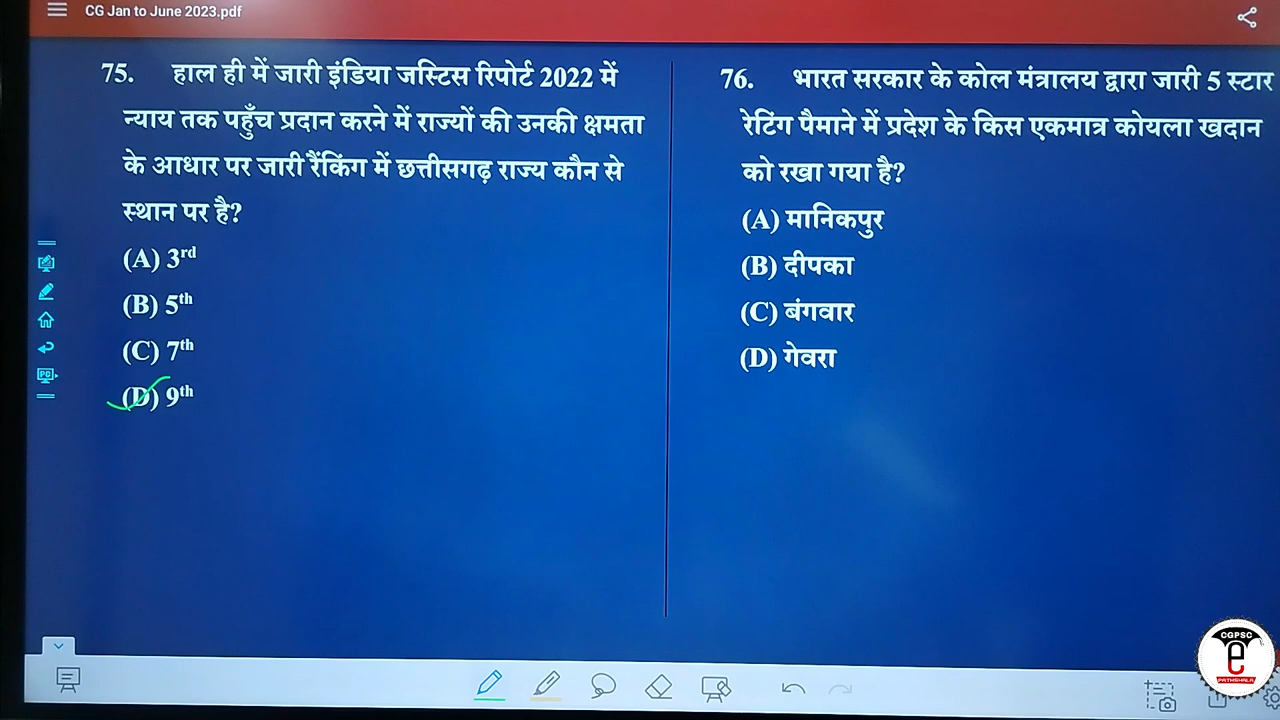 CG Jan to June 2023.pdf
75. हाल ही में जारी इंडिया जस्टिस रिपोर्ट 2022 में
न्याय तक पहुँच प्रदान करने में राज्यों की उनकी क्षमता
के आधार पर जारी रैंकिंग में छत्तीसगढ़ राज्य कौन से
स्थान पर है?
(A) 3rd
(B) 5th
(C) 7th
(D) 9th
76. भारत सरकार के कोल मंत्रालय द्वारा जारी 5 स्टार
रेटिंग पैमाने में प्रदेश के किस एकमात्र कोयला खदान
को रखा गया है?
(A) मानिकपुर
(B) दीपका
(C) बंगवार
(D) गेवरा
CGPSC
e
PATHSHALA